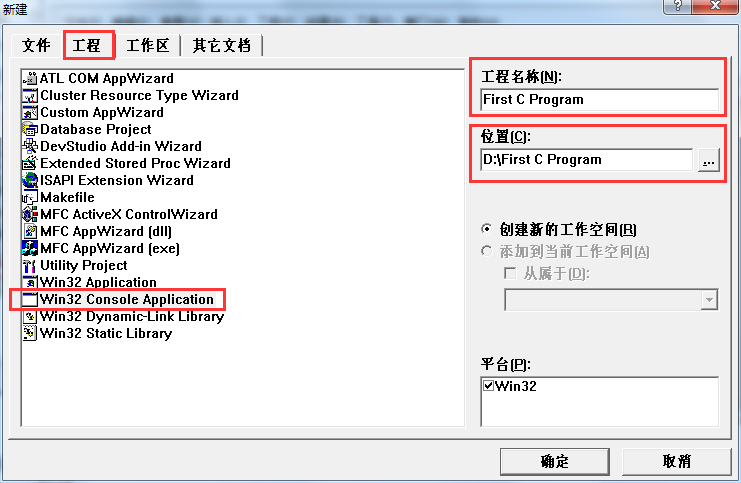 新建
文件 工程 工作区 其它文档
ATL COM AppWizard
Cluster Resource Type Wizard
Custom AppWizard
Database Project
DevStudio Add-in Wizard
Extended Stored Proc Wizard
ISAPI Extension Wizard
Makefile
MFC ActiveX ControlWizard
MFC AppWizard (dll)
MFC AppWizard (exe)
Utility Project
Win32 Application
Win32 Console Application
Win32 Dynamic-Link Library
Win32 Static Library
工程名称(N):
First C Program
位置(C):
D:\First C Program
...
创建新的工作空间(R)
添加到当前工作空间(A)
从属于(D):
平台(P):
Win32
确定 取消